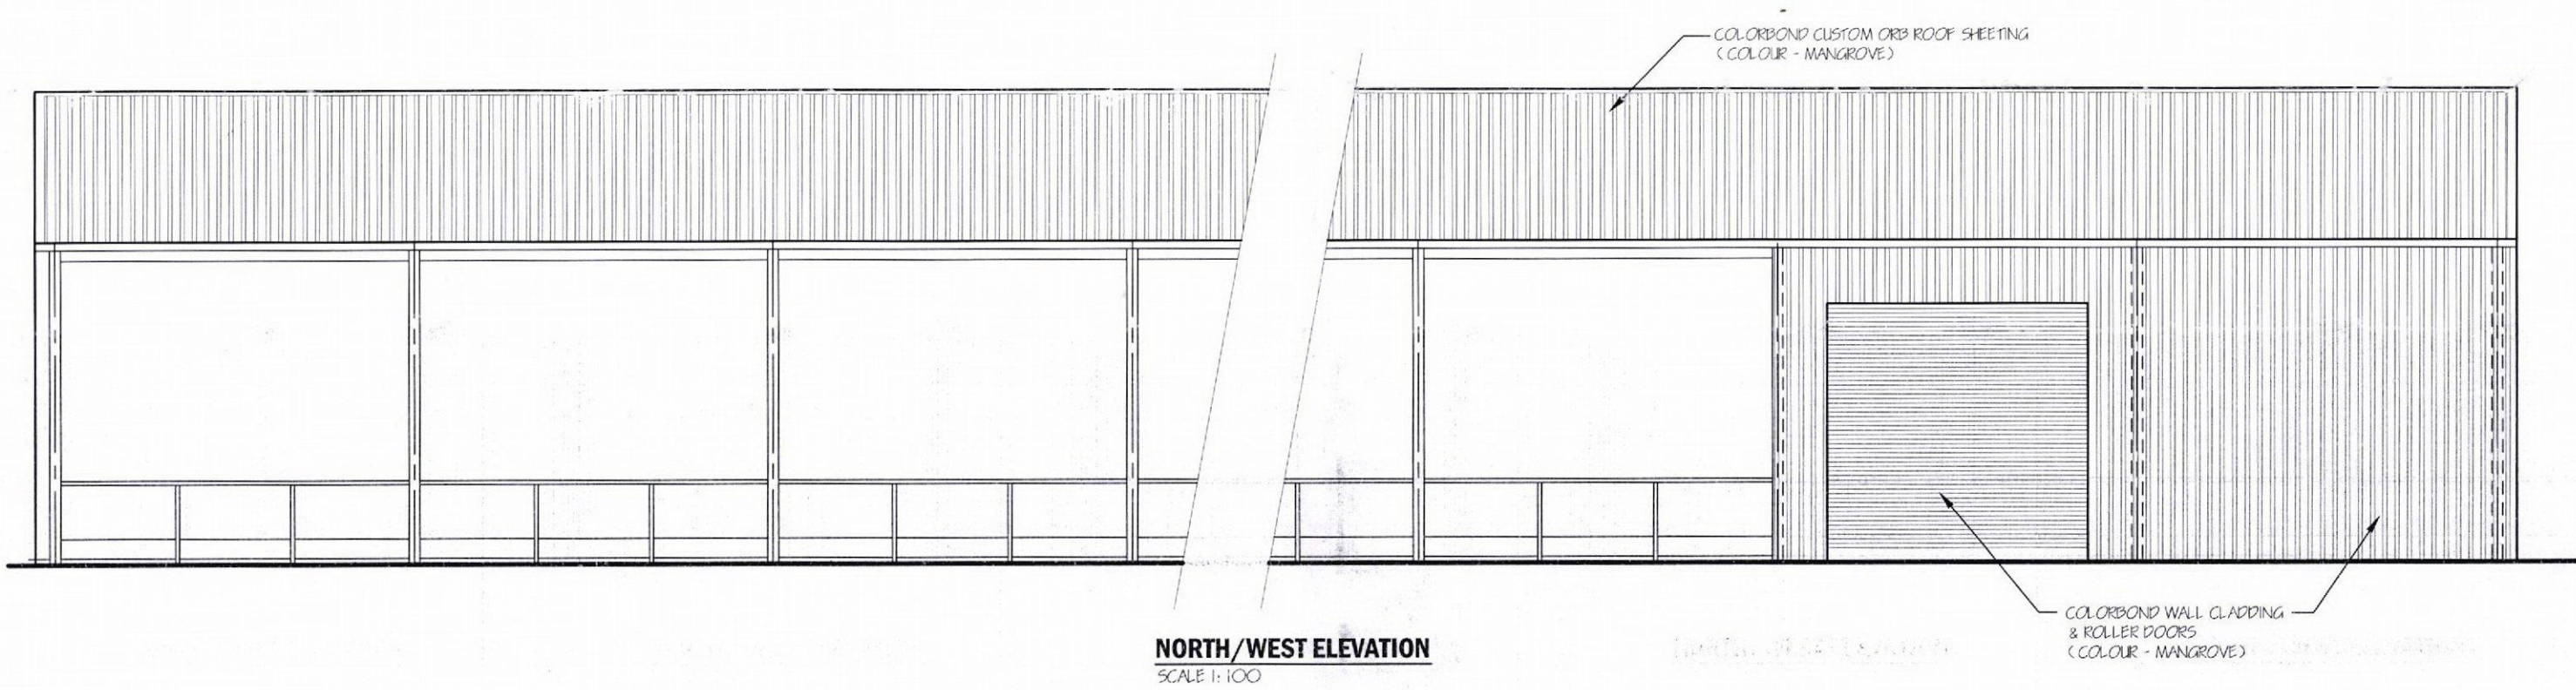 COLORBOND CUSTOM ORB ROOF SHEETING
(COLOUR - MANGROVE)
COLORBOND WALL CLADDING
& ROLLER DOORS
(COLOUR - MANGROVE)
NORTH/WEST ELEVATION
SCALE 1:100